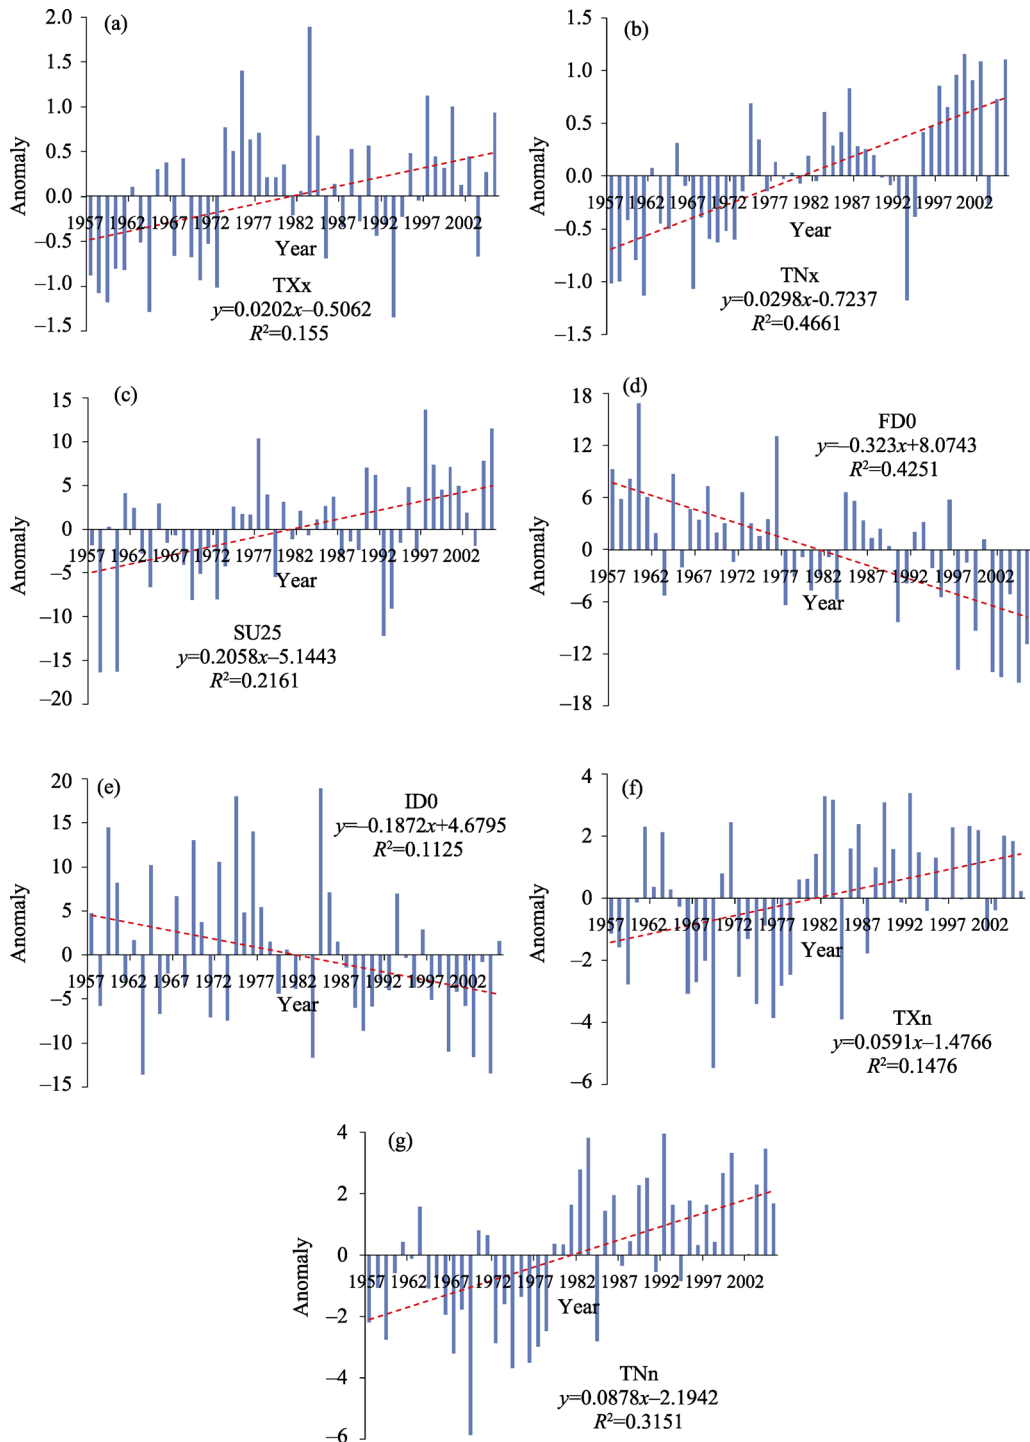 (a)
2.0
1.5
1.0
0.5
0.0
−0.5
−1.0
−1.5
Anomaly
1957 1962 1967 1972 1977 1982 1987 1992 1997 2002
Year
TXx
y=0.0202x−0.5062
R²=0.155
(b)
1.5
1.0
0.5
0.0
−0.5
−1.0
−1.5
Anomaly
1957 1962 1967 1972 1977 1982 1987 1992 1997 2002
Year
TNx
y=0.0298x-0.7237
R²=0.4661
(c)
15
10
5
0
−5
−10
−15
−20
Anomaly
1957 1962 1967 1972 1977 1982 1987 1992 1997 2002
Year
SU25
y=0.2058x−5.1443
R²=0.2161
(d)
18
12
6
0
−6
−12
−18
Anomaly
1957 1962 1967 1972 1977 1982 1987 1992 1997 2002
Year
FD0
y=−0.323x+8.0743
R²=0.4251
(e)
20
15
10
5
0
−5
−10
−15
Anomaly
1957 1962 1967 1972 1977 1982 1987 1992 1997 2002
Year
ID0
y=−0.1872x+4.6795
R²=0.1125
(f)
4
2
0
−2
−4
−6
Anomaly
1957 1962 1967 1972 1977 1982 1987 1992 1997 2002
Year
TXn
y=0.0591x−1.4766
R²=0.1476
(g)
4
2
0
−2
−4
−6
Anomaly
1957 1962 1967 1972 1977 1982 1987 1992 1997 2002
Year
TNn
y=0.0878x−2.1942
R²=0.3151